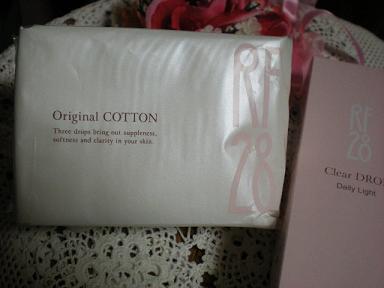 Original COTTON
Three drops bring out suppleness,
softness and clarity in your skin.
RF
28
RF
28
Clear DRO
Daily Light